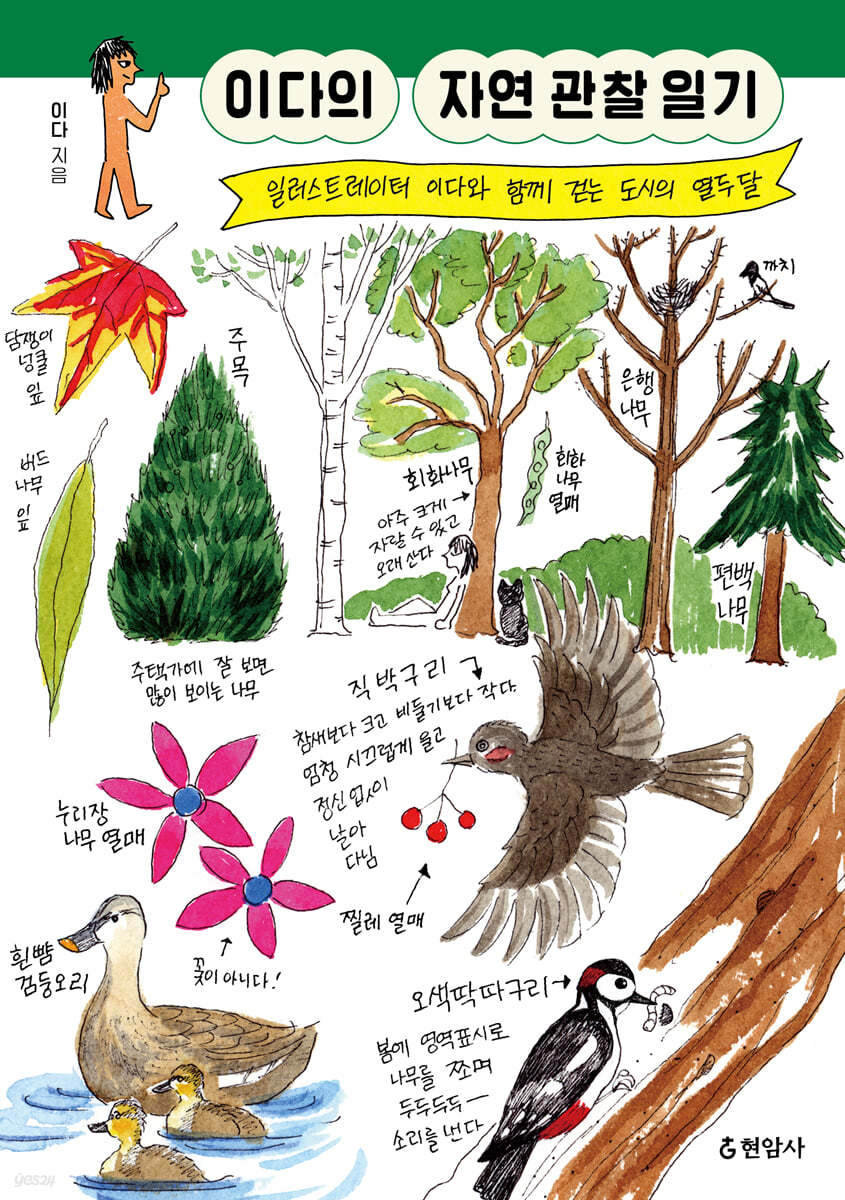 이다의 자연 관찰 일기
이다 지음
일러스트레이터 이다와 함께 걷는 도시의 열두 달
까치
담쟁이
넝쿨
잎
주목
은행
나무
버드
나무
잎
회화나무
아주 크게
자랄 수 있고
오래 산다
회화
나무
열매
편백
나무
주택가에 잘 보면
많이 보이는 나무
직박구리
참새보다 크고 비둘기보다 작다.
엄청 시끄럽게 울고
정신없이
날아
다님
누리장
나무 열매
찔레 열매
꽃이 아니다!
흰뺨
검둥오리
오색딱따구리
봄에 영역표시로
나무를 쪼며
두두두두—
소리를 낸다
현암사
yes24